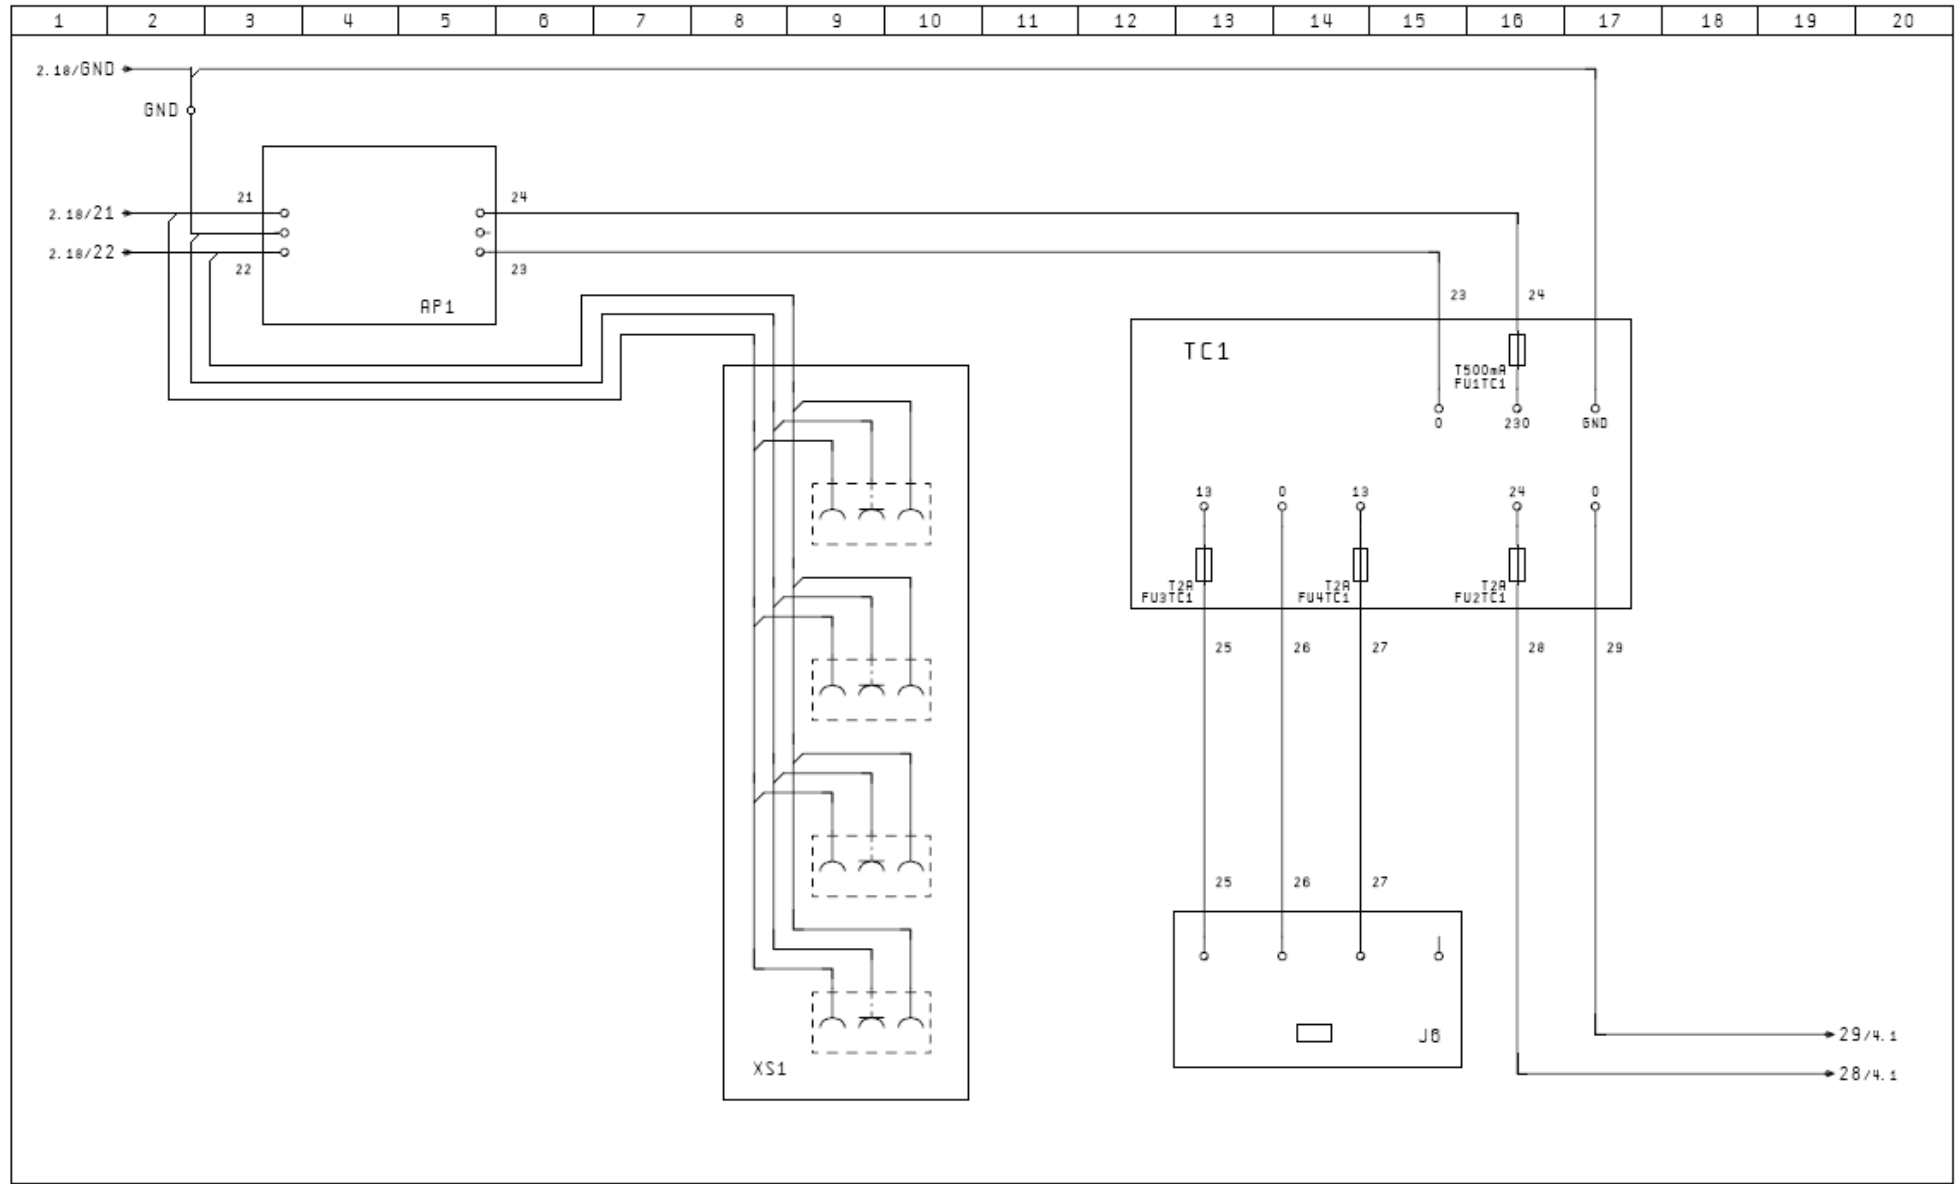 1 2 3 4 5 6 7 8 9 10 11 12 13 14 15 16 17 18 19 20
2.18/GND
GND
21 24
2.18/21
2.18/22
22 23
AP1
23 24
TC1
T500mA
FU1TC1
0 230 GND
13 0 13 24 0
T2A T2A T2A
FU3TC1 FU4TC1 FU2TC1
25 26 27 28 29
25 26 27
J6
29/4.1
XS1
28/4.1